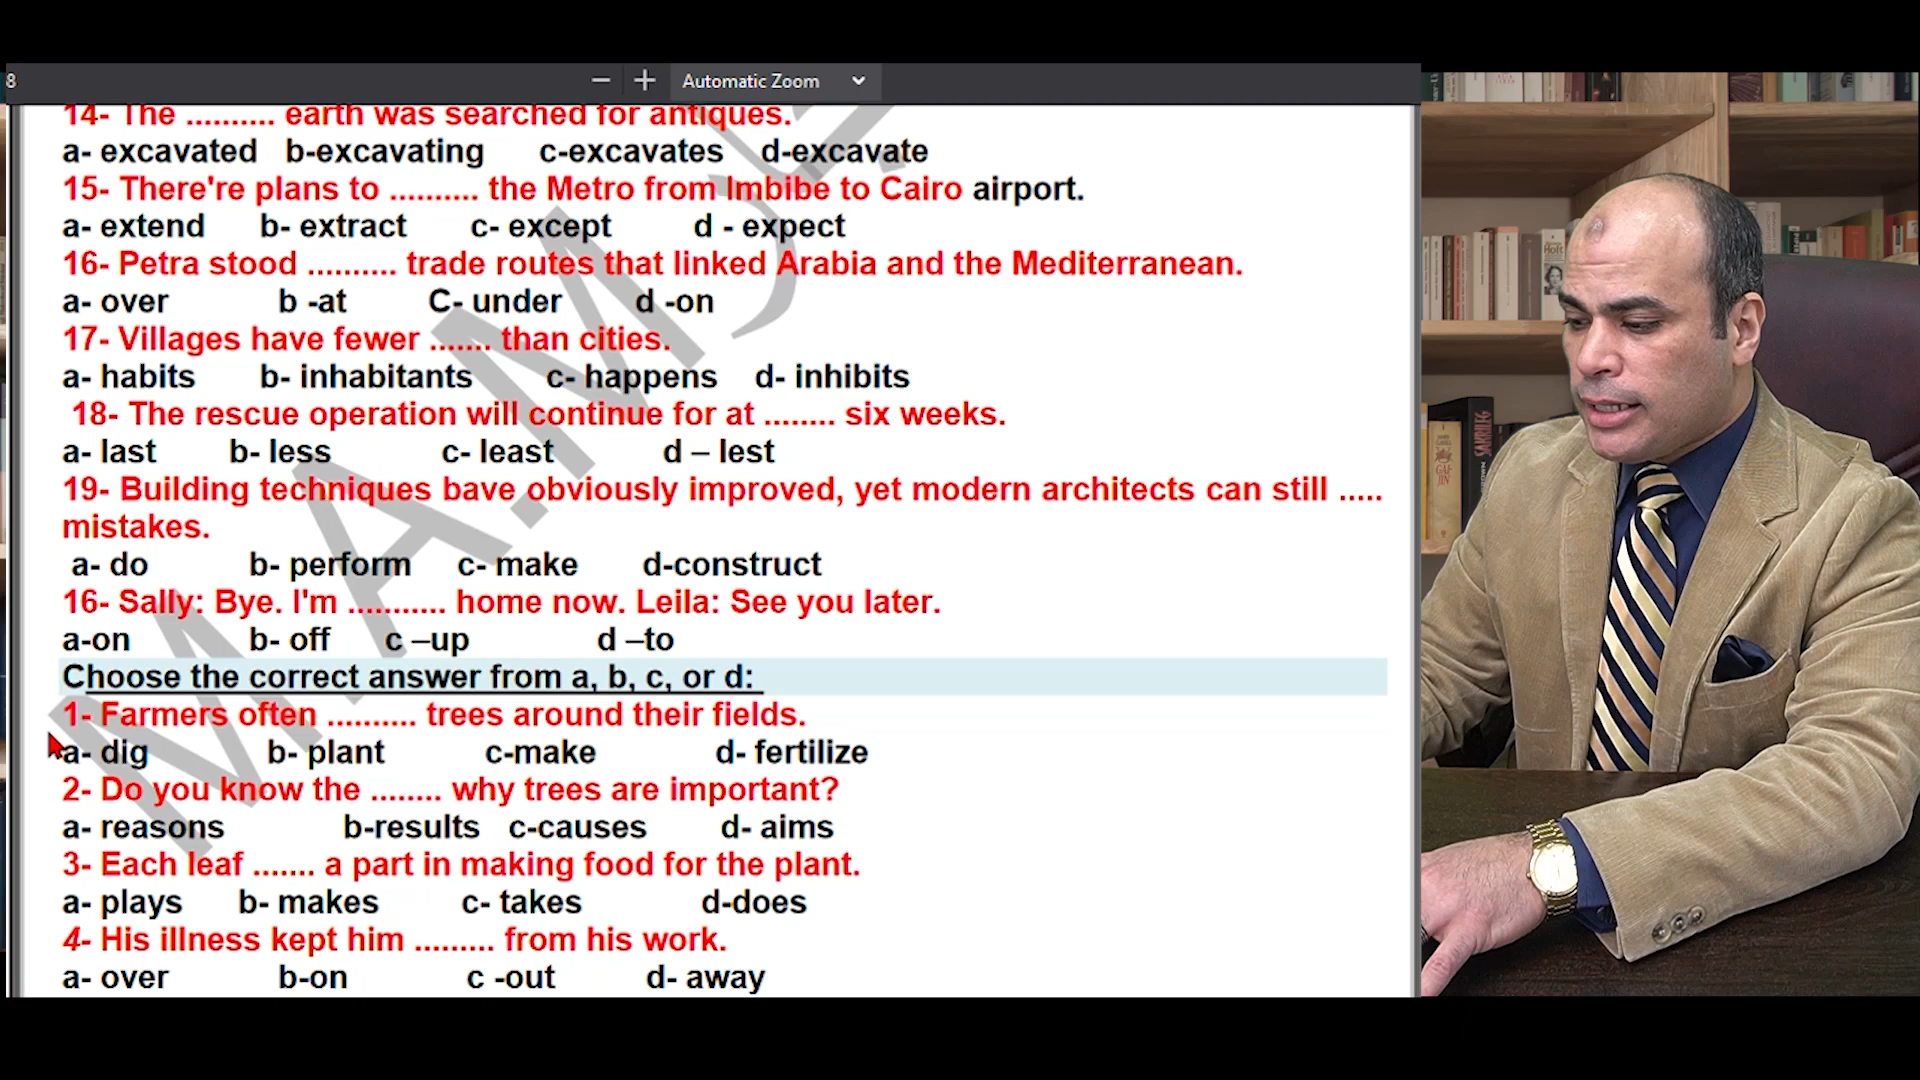 8
Automatic Zoom
14- The .......... earth was searched for antiques.
a- excavated b-excavating c-excavates d-excavate
15- There're plans to .......... the Metro from Imbibe to Cairo airport.
a- extend b- extract c- except d - expect
16- Petra stood .......... trade routes that linked Arabia and the Mediterranean.
a- over b -at C- under d -on
17- Villages have fewer ....... than cities.
a- habits b- inhabitants c- happens d- inhibits
18- The rescue operation will continue for at ........ six weeks.
a- last b- less c- least d – lest
19- Building techniques bave obviously improved, yet modern architects can still .....
mistakes.
a- do b- perform c- make d-construct
16- Sally: Bye. I'm ........... home now. Leila: See you later.
a-on b- off c –up d –to
Choose the correct answer from a, b, c, or d:
1- Farmers often .......... trees around their fields.
a- dig b- plant c-make d- fertilize
2- Do you know the ........ why trees are important?
a- reasons b-results c-causes d- aims
3- Each leaf ....... a part in making food for the plant.
a- plays b- makes c- takes d-does
4- His illness kept him ......... from his work.
a- over b-on c -out d- away